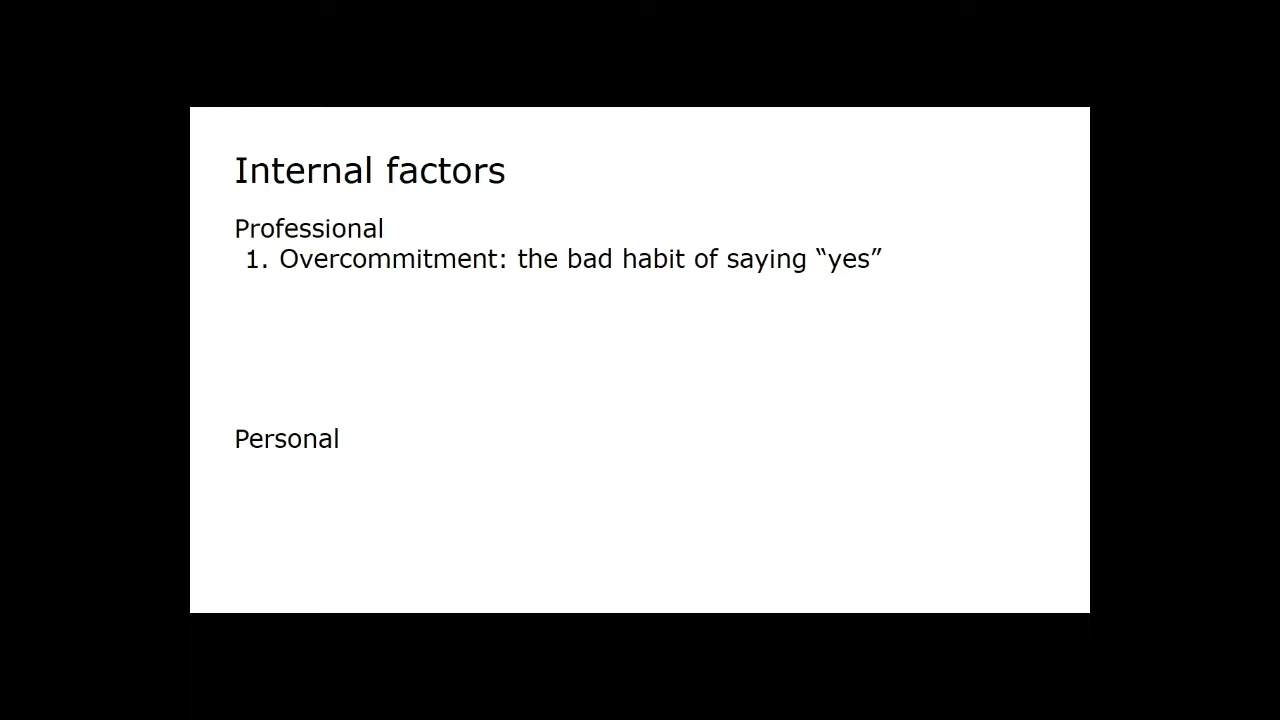 Internal factors
Professional
1. Overcommitment: the bad habit of saying “yes”
Personal